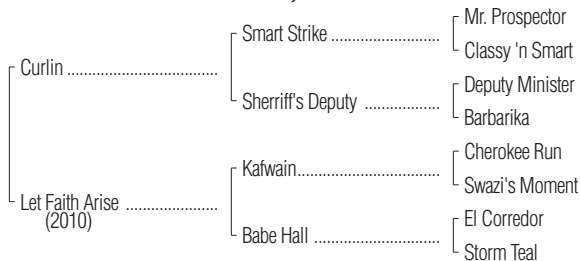 Mr. Prospector
Smart Strike ......................
Classy 'n Smart
Curlin ..............................
Deputy Minister
Sherriff's Deputy ...............
Barbarika
Cherokee Run
Kafwain...........................
Swazi's Moment
Let Faith Arise ..................
(2010)
El Corredor
Babe Hall ........................
Storm Teal